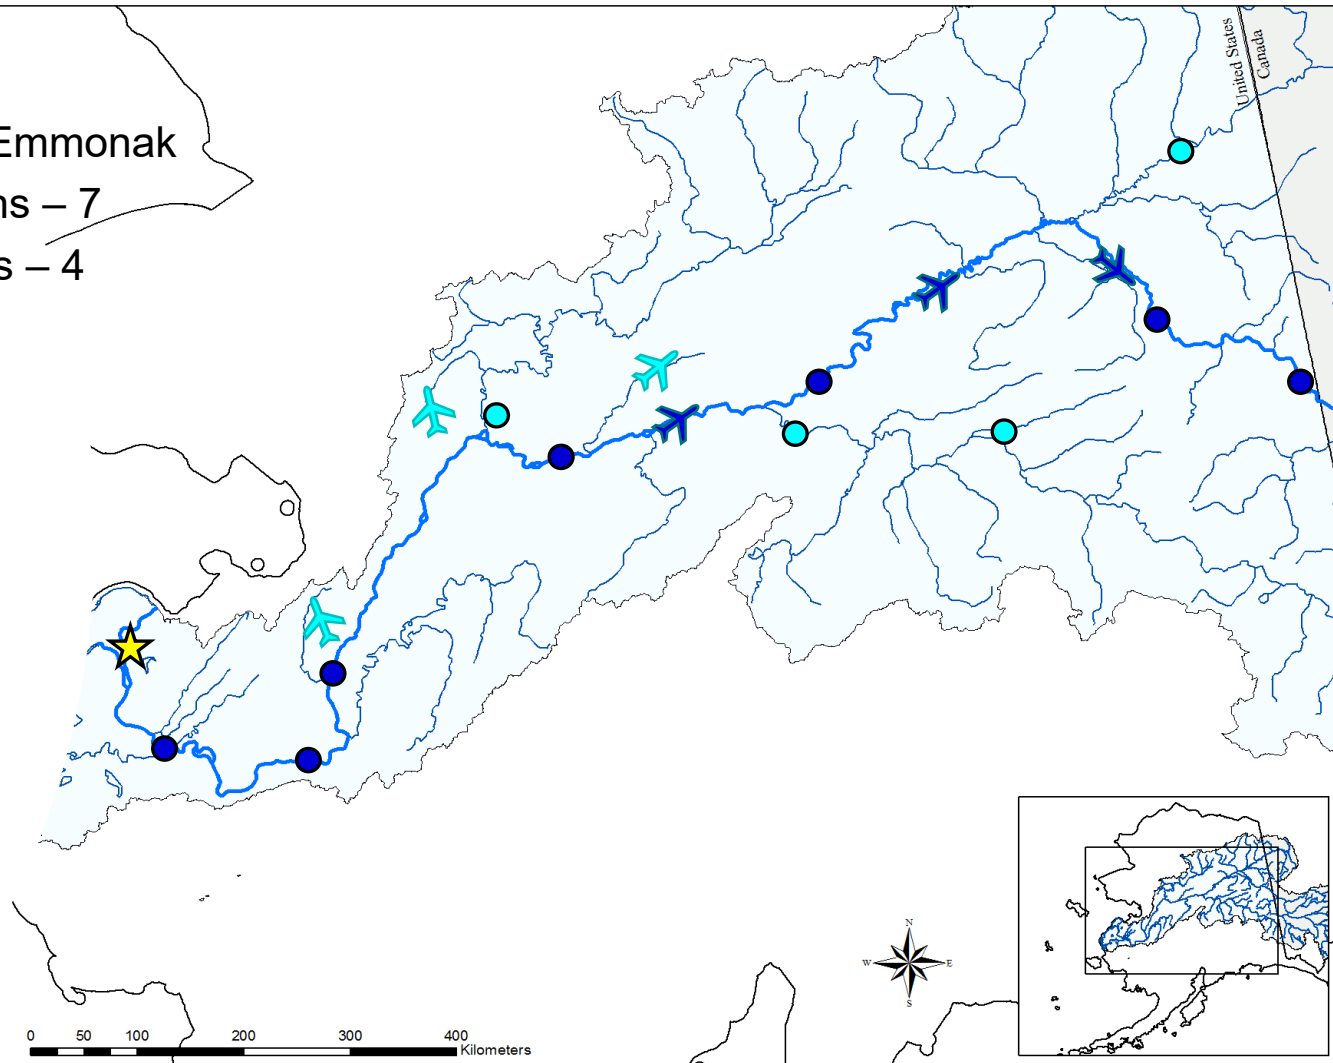 Emmonak
ns – 7
s – 4
United States
Canada
N
W E
S
0 50 100 200 300 400
Kilometers